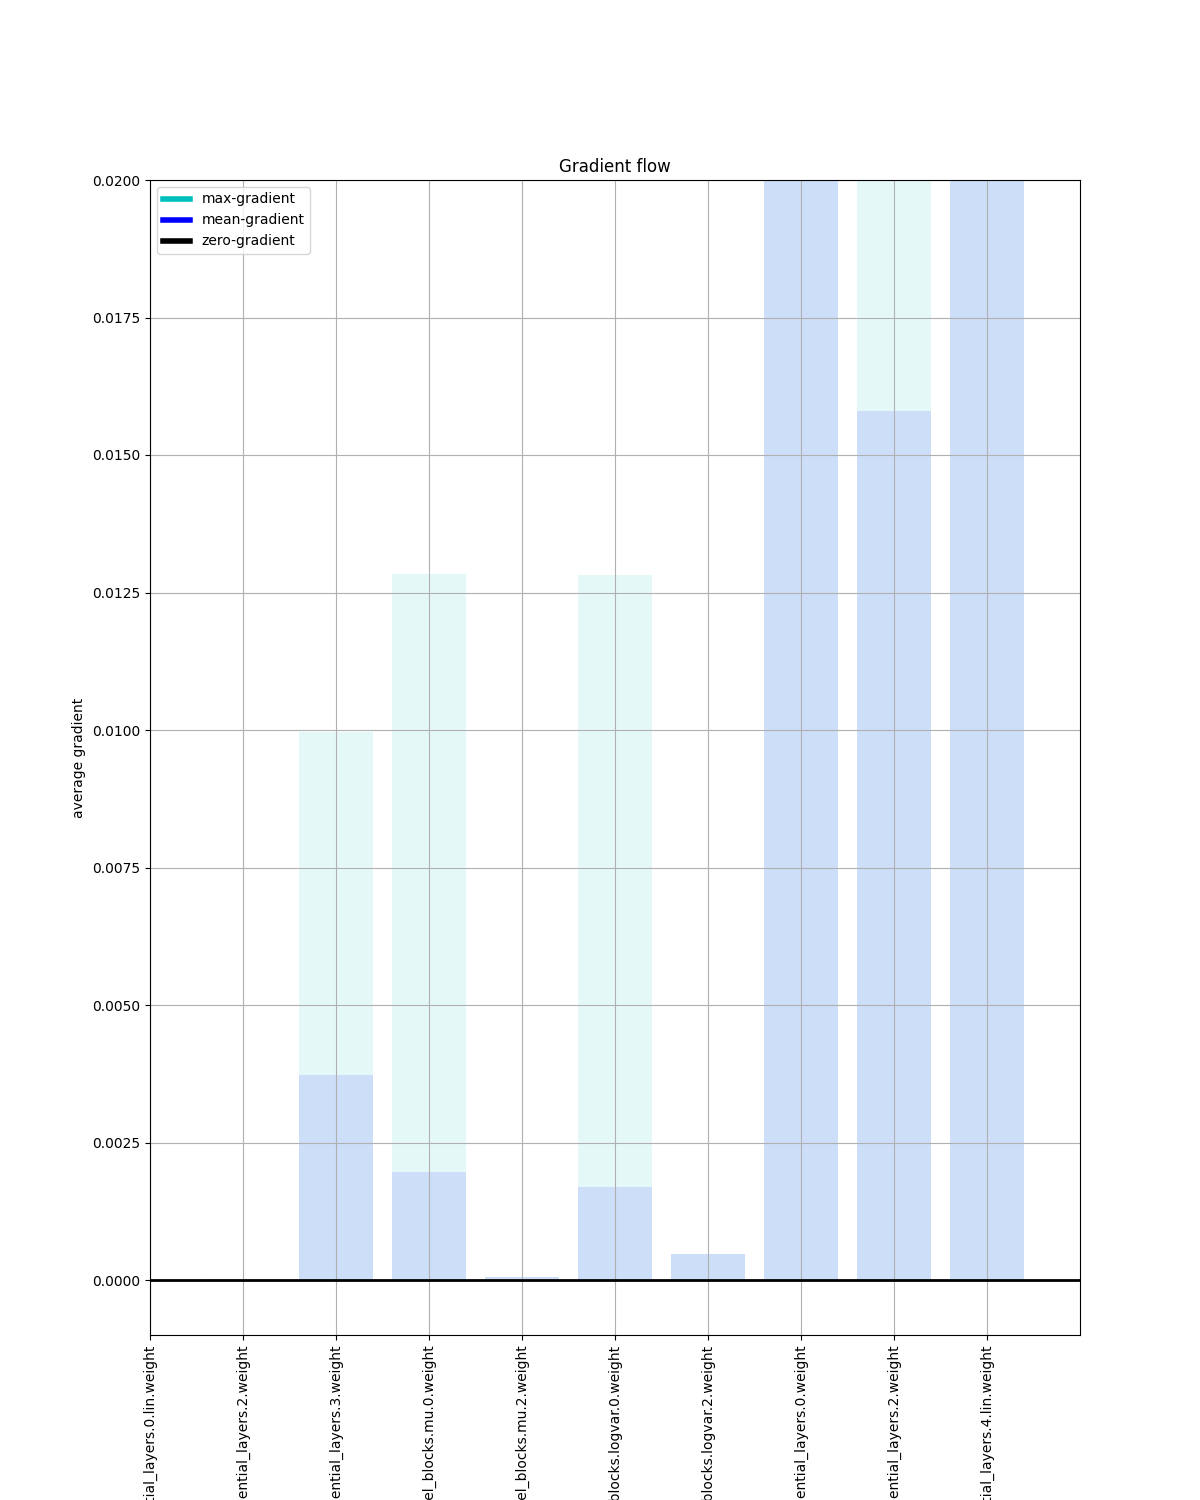 Gradient flow
max-gradient
mean-gradient
zero-gradient
0.0200
0.0175
0.0150
0.0125
0.0100
0.0075
0.0050
0.0025
0.0000
average gradient
tial_layers.0.lin.weight
ential_layers.2.weight
ential_layers.3.weight
el_blocks.mu.0.weight
el_blocks.mu.2.weight
blocks.logvar.0.weight
blocks.logvar.2.weight
ential_layers.0.weight
ential_layers.2.weight
tial_layers.4.lin.weight